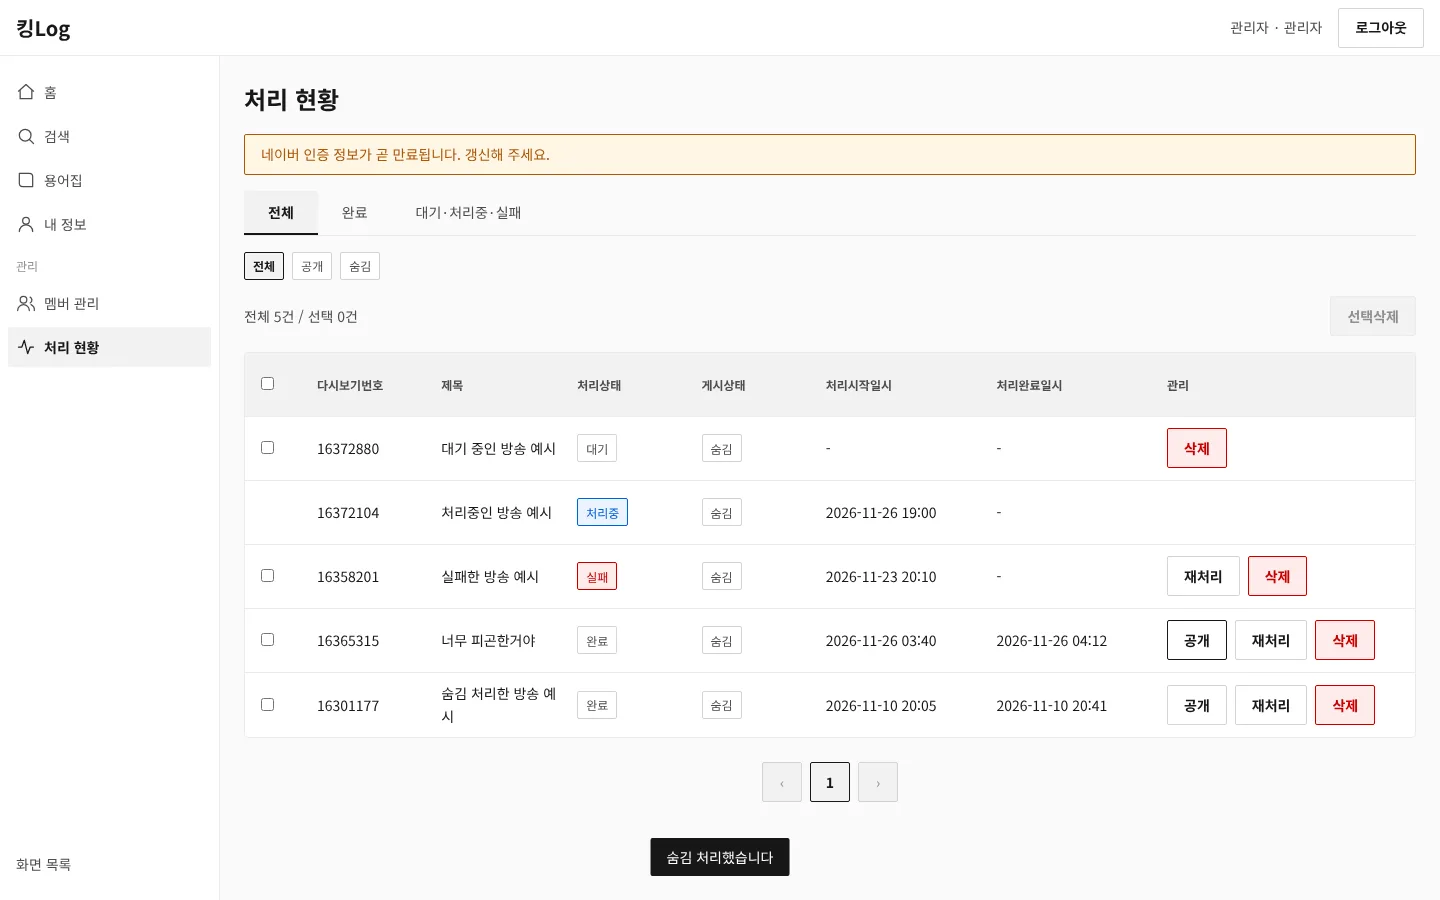 킹Log
관리자 · 관리자
로그아웃
홈
검색
용어집
내 정보
관리
멤버 관리
처리 현황
화면 목록
처리 현황
네이버 인증 정보가 곧 만료됩니다. 갱신해 주세요.
전체 완료 대기·처리중·실패
전체 공개 숨김
전체 5건 / 선택 0건
선택삭제
다시보기번호 제목 처리상태 게시상태 처리시작일시 처리완료일시 관리
16372880 대기 중인 방송 예시 대기 숨김 - - 삭제
16372104 처리중인 방송 예시 처리중 숨김 2026-11-26 19:00 -
16358201 실패한 방송 예시 실패 숨김 2026-11-23 20:10 - 재처리 삭제
16365315 너무 피곤한거야 완료 숨김 2026-11-26 03:40 2026-11-26 04:12 공개 재처리 삭제
16301177 숨김 처리한 방송 예 완료 숨김 2026-11-10 20:05 2026-11-10 20:41 공개 재처리 삭제
시
‹ 1 ›
숨김 처리했습니다